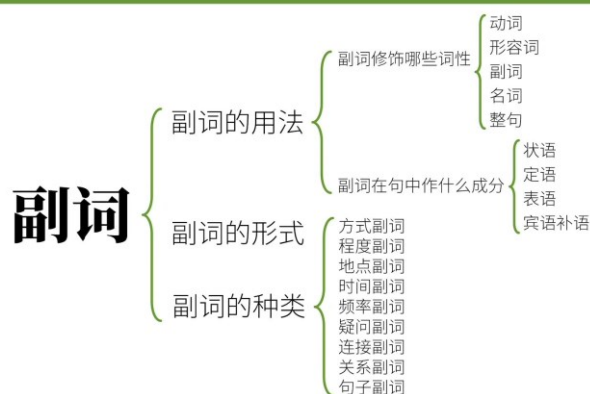 副词
副词的用法
副词修饰哪些词性
动词
形容词
副词
名词
整句
副词在句中作什么成分
状语
定语
表语
宾语补语
副词的形式
副词的种类
方式副词
程度副词
地点副词
时间副词
频率副词
疑问副词
连接副词
关系副词
句子副词